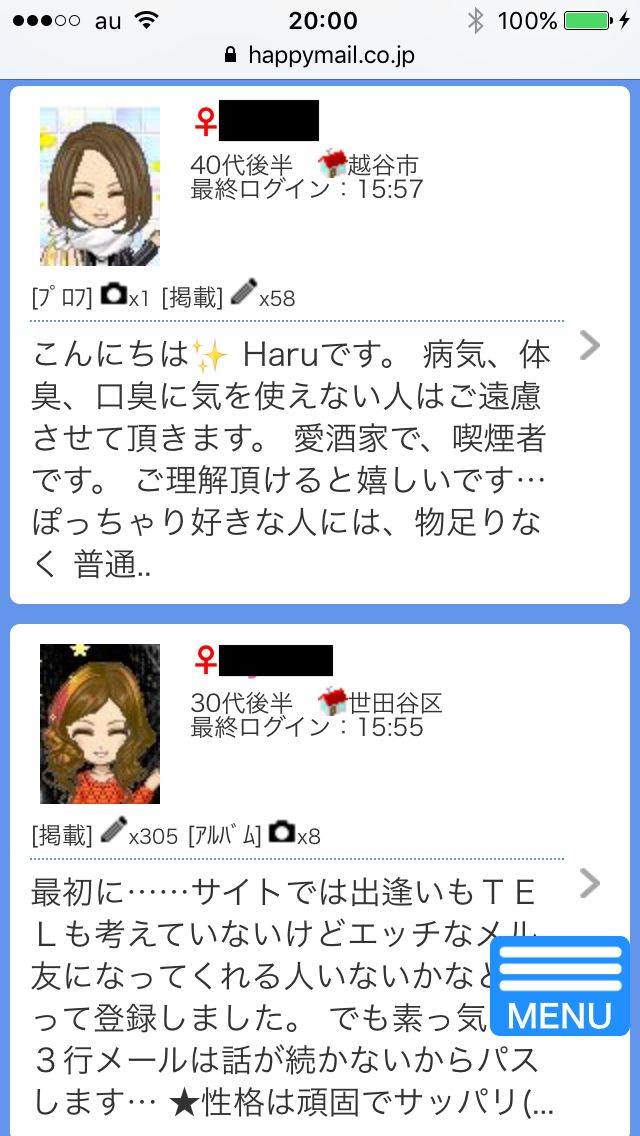 au 20:00 100%
happymail.co.jp
40代後半 越谷市
最終ログイン：15:57
[ﾌﾟﾛﾌ] x1 [掲載] x58
こんにちは✨ Haruです。 病気、体
臭、口臭に気を使えない人はご遠慮
させて頂きます。 愛酒家で、喫煙者
です。 ご理解頂けると嬉しいです…
ぽっちゃり好きな人には、物足りな
く 普通..
30代後半 世田谷区
最終ログイン：15:55
[掲載] x305 [ｱﾙﾊﾞﾑ] x8
最初に……サイトでは出逢いもＴＥ
Ｌも考えていないけどエッチなメル
友になってくれる人いないかなと
って登録しました。 でも素っ気
MENU
３行メールは話が続かないからパス
します… ★性格は頑固でサッパリ(...